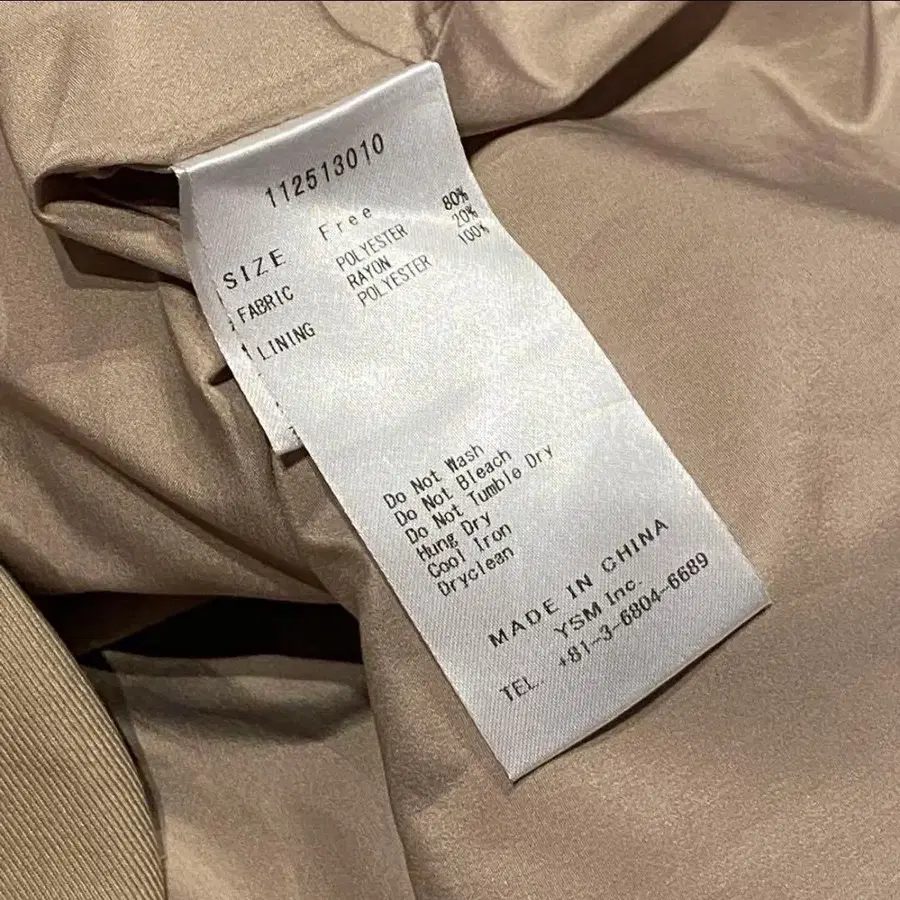 112513010
SIZE Free
FABRIC POLYESTER 80%
RAYON 20%
LINING POLYESTER 100%
Do Not Wash
Do Not Bleach
Do Not Tumble Dry
Hung Dry
Cool Iron
Dryclean
MADE IN CHINA
YSM Inc.
TEL. +81-3-6804-6689